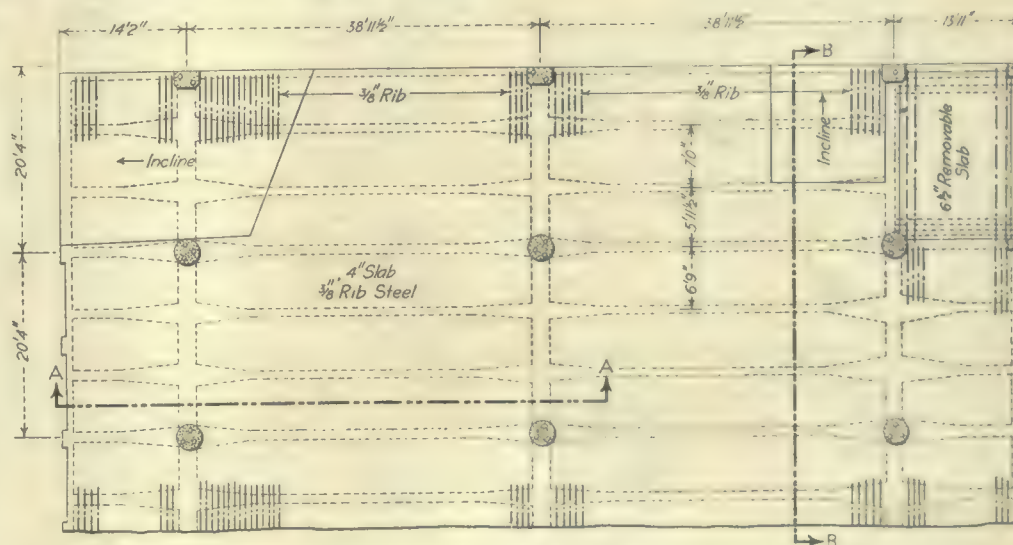 14'2"
38'11½"
38'11½"
13'11"
B
⅜" Rib
⅜" Rib
20'4"
Incline
7'0"
Incline
6½" Removable
Slab
5'11½"
4" Slab
⅜" Rib Steel
6'9"
20'4"
A
A
B